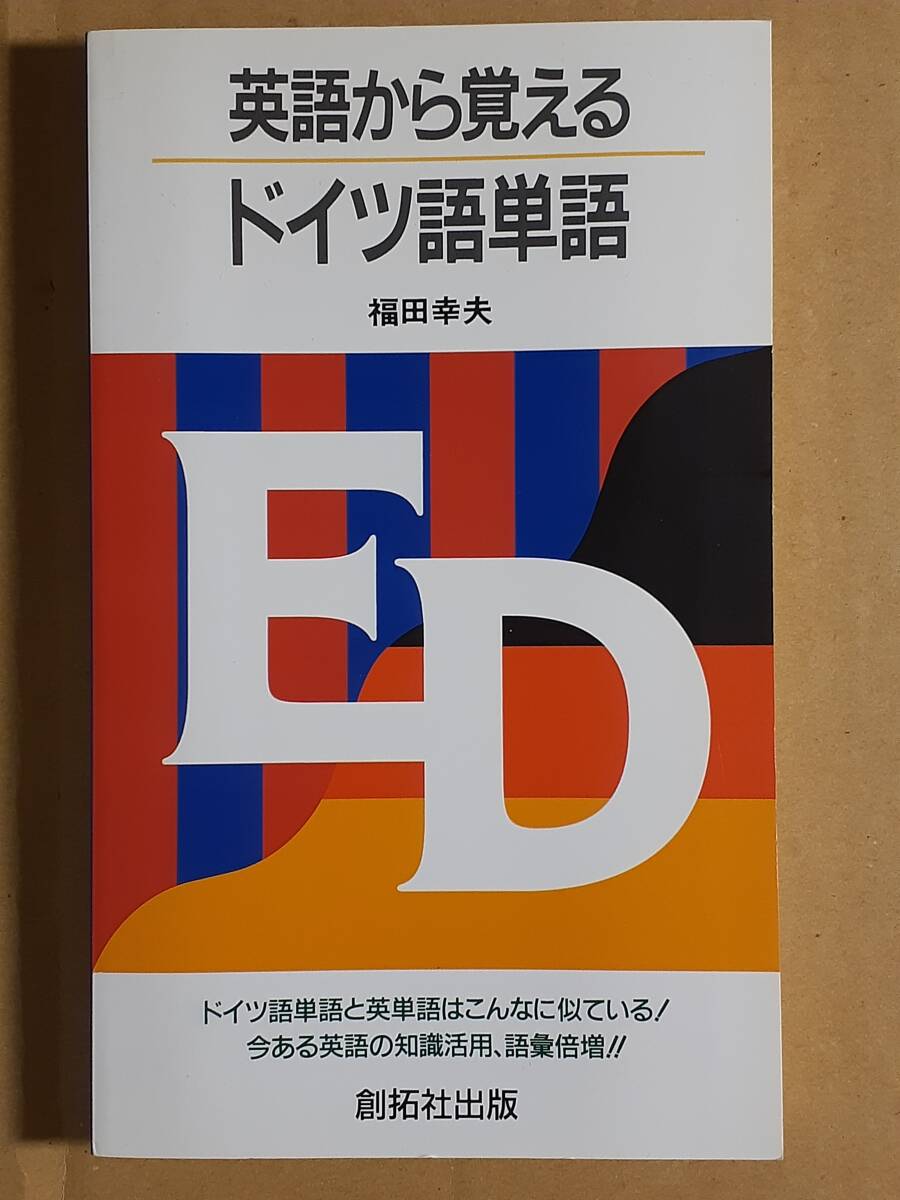 英語から覚える
ドイツ語単語
福田幸夫
ED
ドイツ語単語と英単語はこんなに似ている!
今ある英語の知識活用、語彙倍増!!
創拓社出版